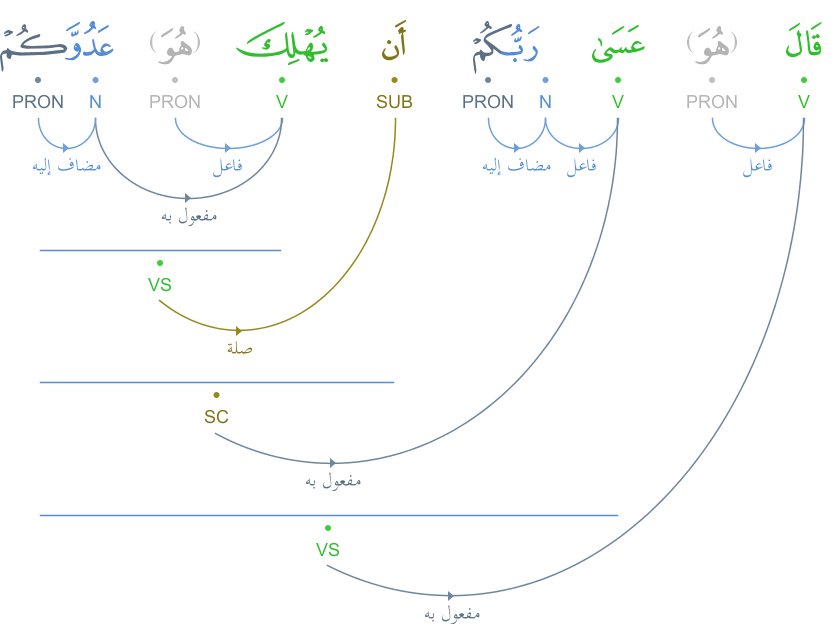 قَالَ (هُوَ) عَسَىٰ رَبُّكُمْ أَن يُهْلِكَ (هُوَ) عَدُوَّكُمْ
V PRON V N PRON SUB V PRON N PRON
فاعل فاعل مضاف إليه فاعل مضاف إليه
مفعول به
VS
صلة
SC
مفعول به
VS
مفعول به